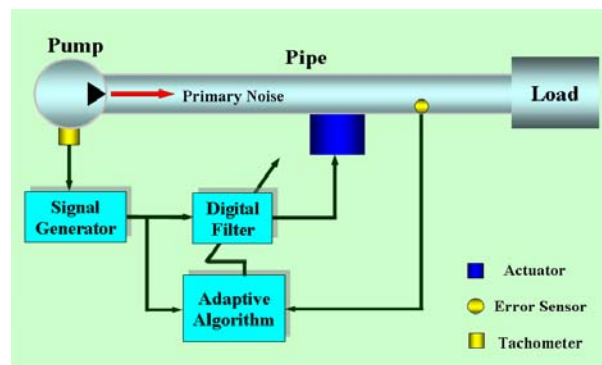 Pump
Pipe
Primary Noise
Load
Signal
Generator
Digital
Filter
Adaptive
Algorithm
Actuator
Error Sensor
Tachometer